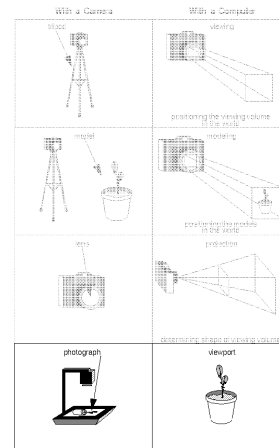 With a Camera
With a Computer
tripod
viewing
positioning the viewing volume
in the world
model
modeling
positioning the models
in the world
lens
projection
determining shape of viewing volume
photograph
viewport